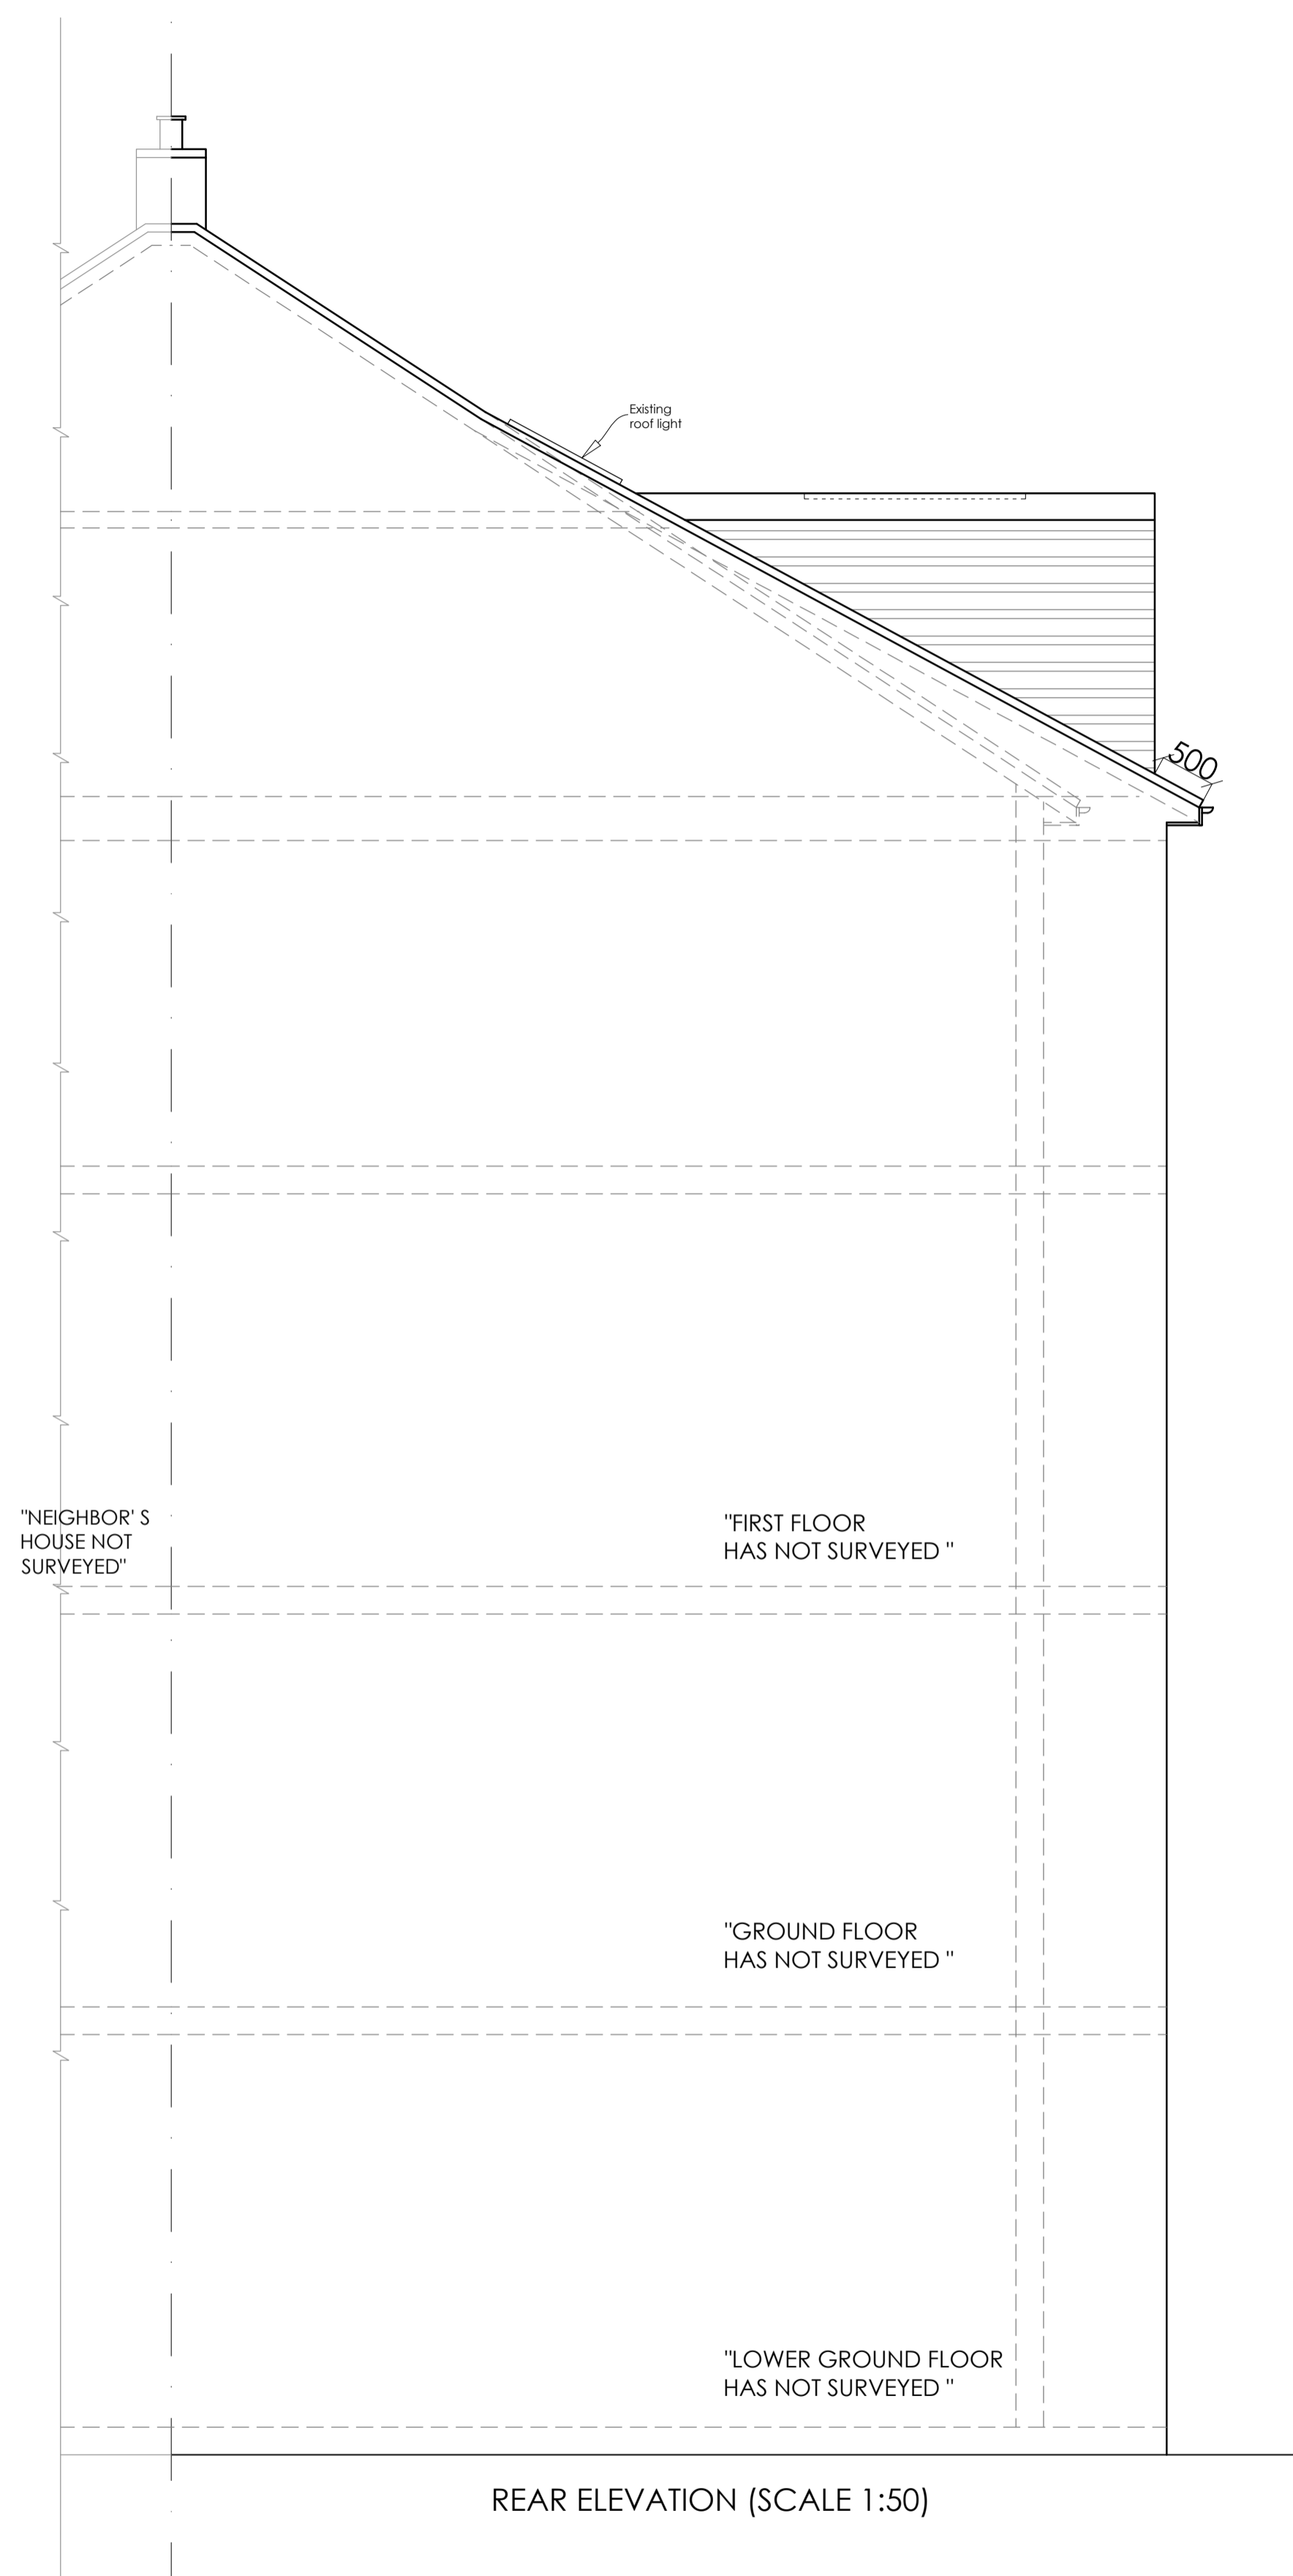 Existing
roof light
500
"NEIGHBOR' S
HOUSE NOT
SURVEYED"
"FIRST FLOOR
HAS NOT SURVEYED "
"GROUND FLOOR
HAS NOT SURVEYED "
"LOWER GROUND FLOOR
HAS NOT SURVEYED "
REAR ELEVATION (SCALE 1:50)